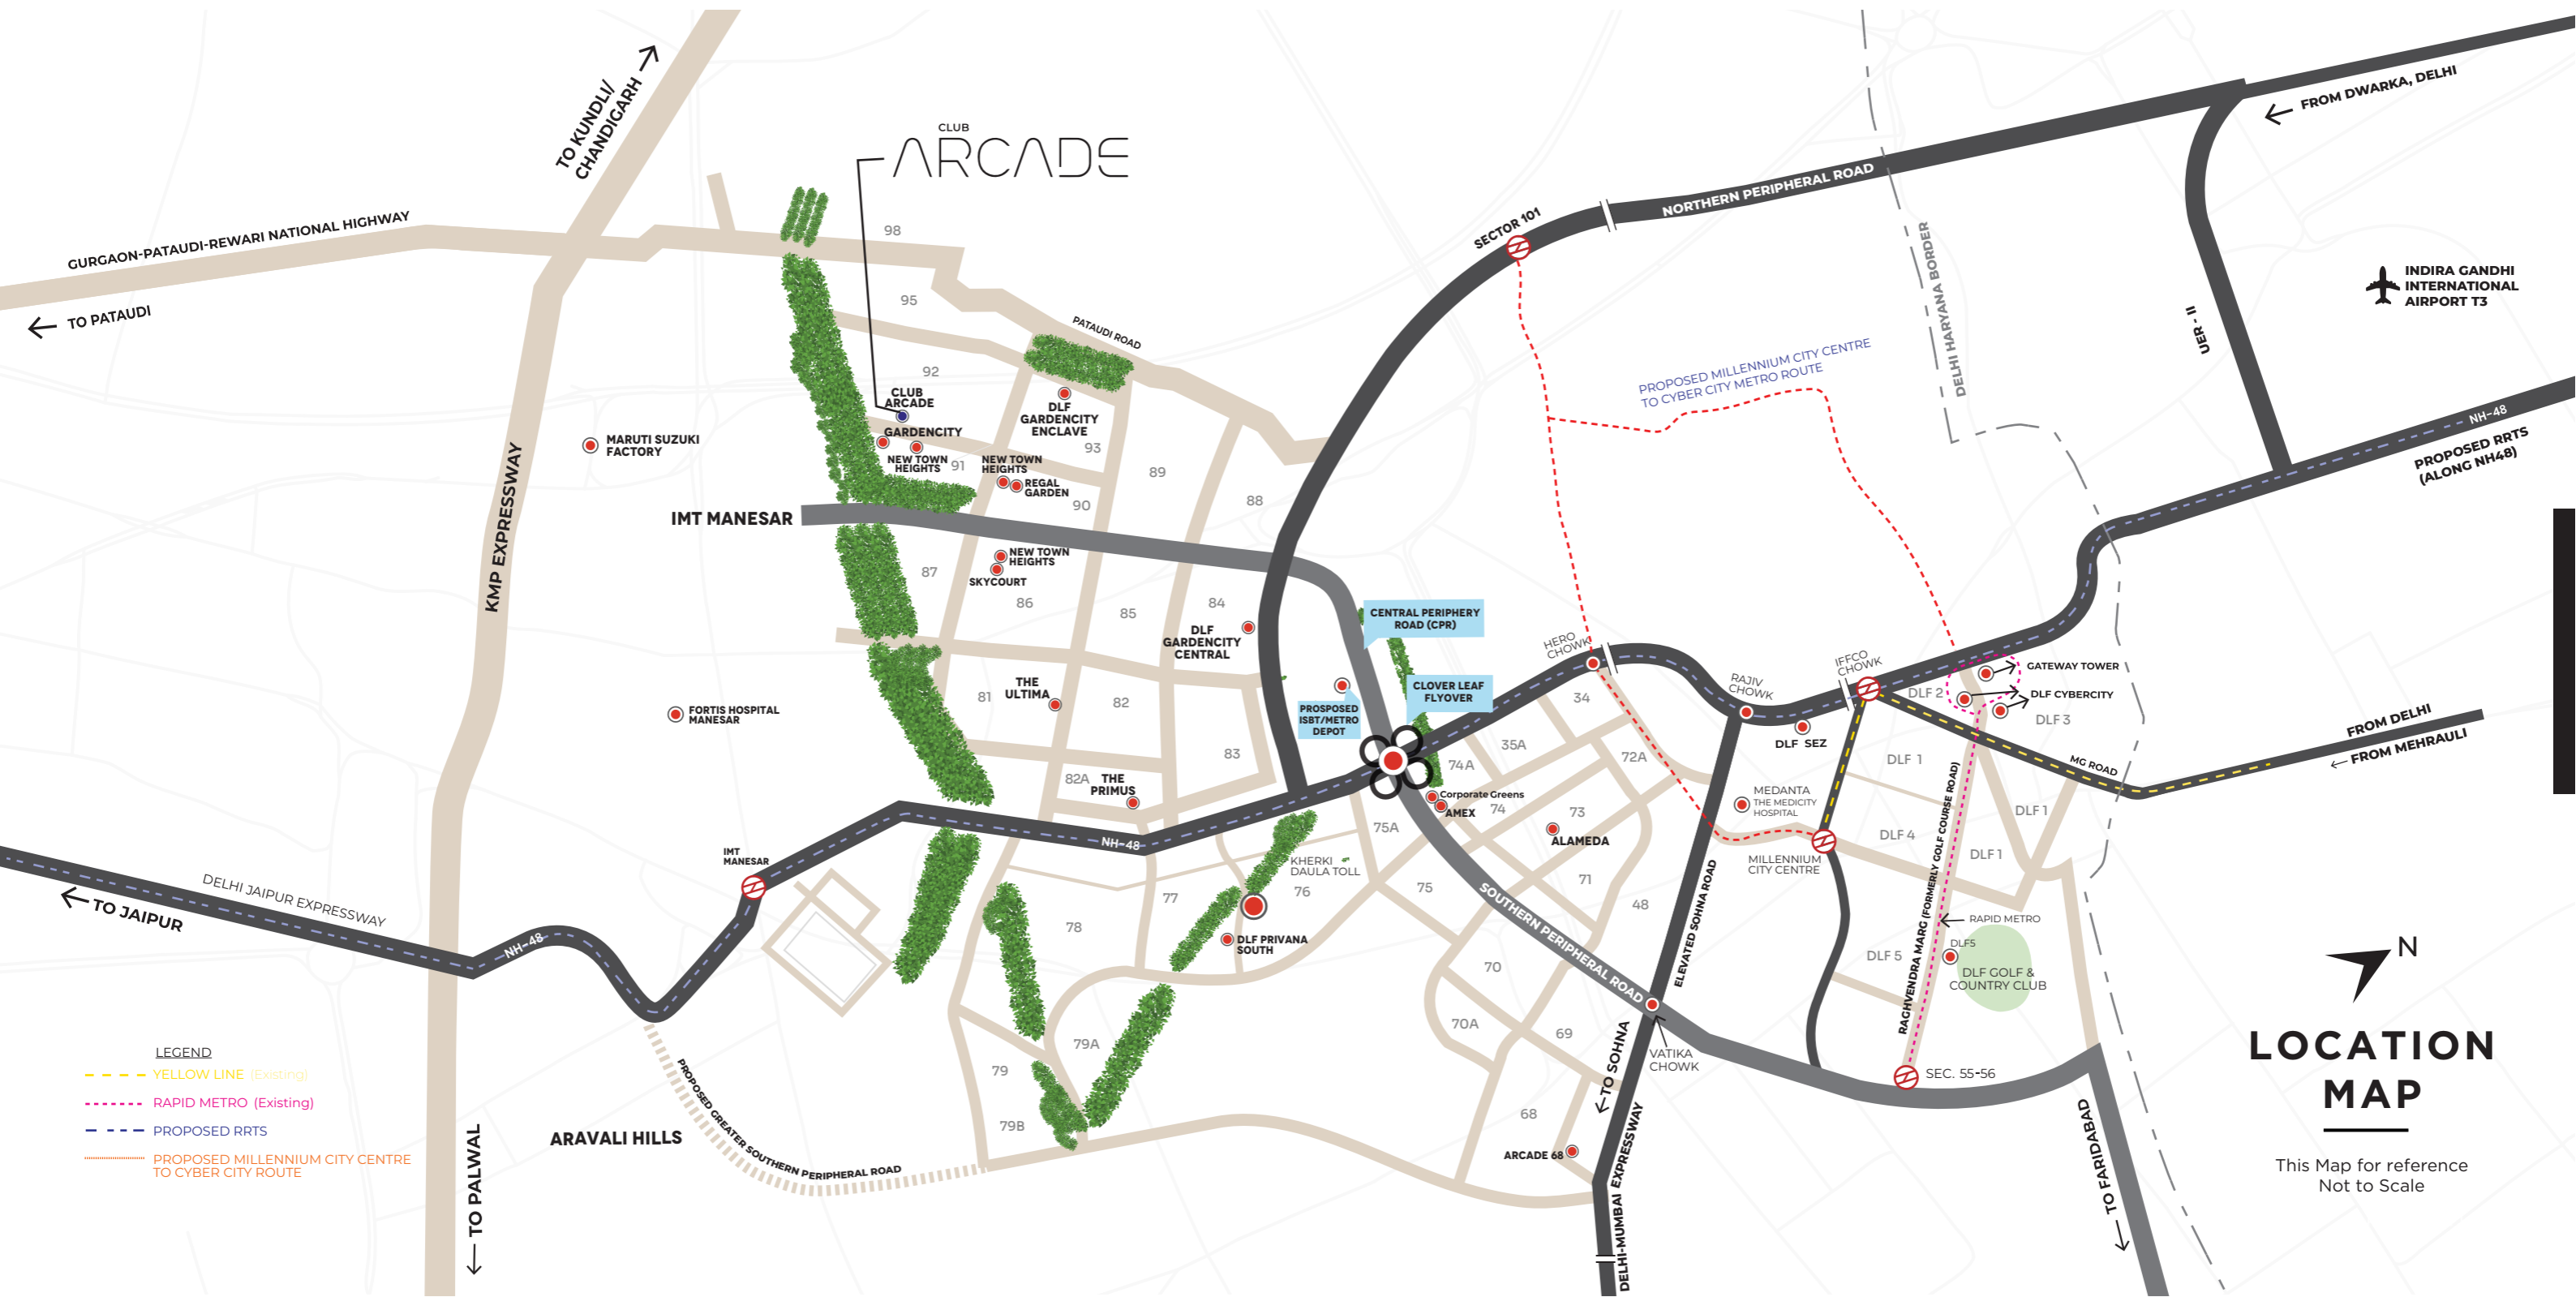 TO KUNDLI/
CHANDIGARH
CLUB
ARCADE
GURGAON-PATAUDI-REWARI NATIONAL HIGHWAY
TO PATAUDI
KMP EXPRESSWAY
98
95
92
PATAUDI ROAD
CLUB
ARCADE
GARDENCITY
NEW TOWN
HEIGHTS
91
DLF
GARDENCITY
ENCLAVE
93
NEW TOWN
HEIGHTS
REGAL
GARDEN
90
89
88
MARUTI SUZUKI
FACTORY
IMT MANESAR
NEW TOWN
HEIGHTS
SKYCOURT
87
86
85
84
DLF
GARDENCITY
CENTRAL
THE
ULTIMA
81
82
83
82A
THE
PRIMUS
FORTIS HOSPITAL
MANESAR
SECTOR 101
NORTHERN PERIPHERAL ROAD
FROM DWARKA, DELHI
DELHI HARYANA BORDER
UER - II
INDIRA GANDHI
INTERNATIONAL
AIRPORT T3
PROPOSED MILLENNIUM CITY CENTRE
TO CYBER CITY METRO ROUTE
NH-48
PROPOSED RRTS
(ALONG NH48)
CENTRAL PERIPHERY
ROAD (CPR)
CLOVER LEAF
FLYOVER
PROSPOSED
ISBT/METRO
DEPOT
HERO
CHOWK
RAJIV
CHOWK
IFFCO
CHOWK
DLF SEZ
GATEWAY TOWER
DLF CYBERCITY
DLF 2
DLF 3
FROM DELHI
FROM MEHRAULI
MG ROAD
34
35A
72A
74A
Corporate Greens
AMEX
74
73
ALAMEDA
75A
75
71
48
70
70A
69
68
ARCADE 68
MEDANTA
THE MEDICITY
HOSPITAL
MILLENNIUM
CITY CENTRE
DLF 1
DLF 4
DLF 1
DLF 1
DLF 5
RAPID METRO
DLF5
DLF GOLF &
COUNTRY CLUB
RAGHVENDRA MARG (FORMERLY GOLF COURSE ROAD)
SEC. 55-56
ELEVATED SOHNA ROAD
SOUTHERN PERIPHERAL ROAD
VATIKA
CHOWK
TO SOHNA
DELHI-MUMBAI EXPRESSWAY
TO FARIDABAD
IMT
MANESAR
NH-48
KHERKI
DAULA TOLL
76
77
78
DLF PRIVANA
SOUTH
79A
79
79B
DELHI JAIPUR EXPRESSWAY
TO JAIPUR
NH-48
PROPOSED GREATER SOUTHERN PERIPHERAL ROAD
ARAVALI HILLS
TO PALWAL
LEGEND
YELLOW LINE (Existing)
RAPID METRO (Existing)
PROPOSED RRTS
PROPOSED MILLENNIUM CITY CENTRE
TO CYBER CITY ROUTE
N
LOCATION
MAP
This Map for reference
Not to Scale